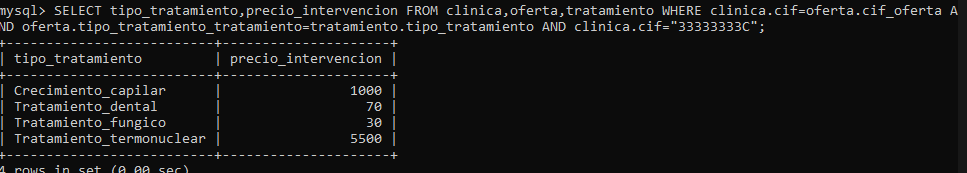 mysql> SELECT tipo_tratamiento,precio_intervencion FROM clinica,oferta,tratamiento WHERE clinica.cif=oferta.cif_oferta A
ND oferta.tipo_tratamiento_tratamiento=tratamiento.tipo_tratamiento AND clinica.cif="33333333C";
+-------------------------+---------------------+
| tipo_tratamiento | precio_intervencion |
+-------------------------+---------------------+
| Crecimiento_capilar | 1000 |
| Tratamiento_dental | 70 |
| Tratamiento_fungico | 30 |
| Tratamiento_termonuclear | 5500 |
+-------------------------+---------------------+
4 rows in set (0.00 sec)